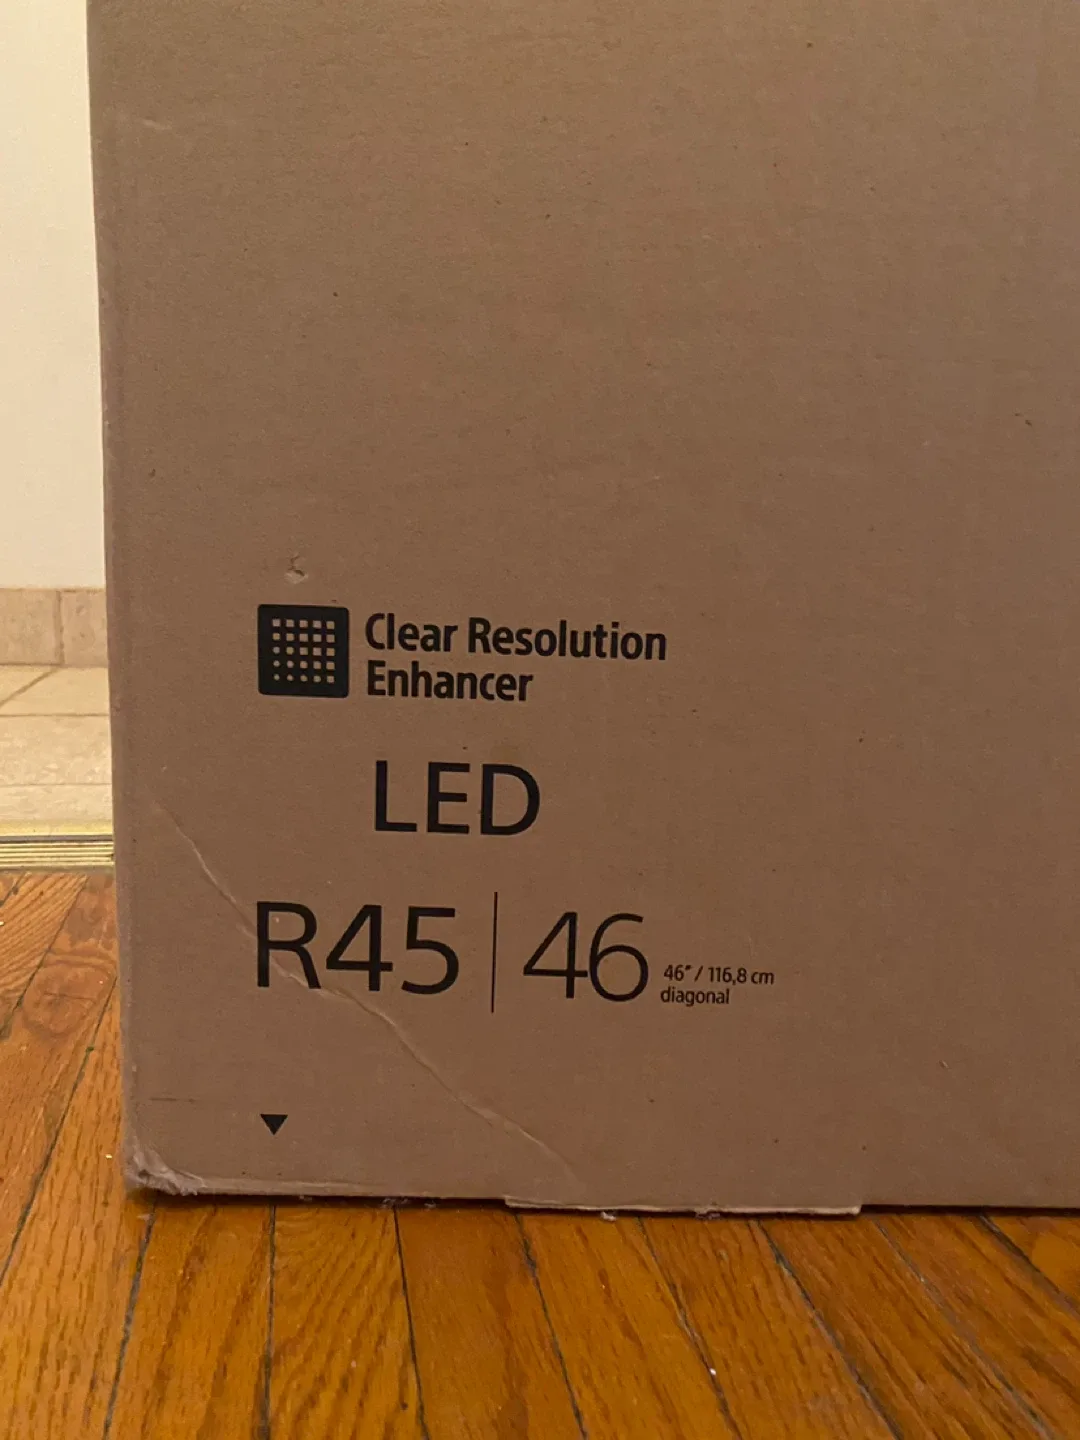 Clear Resolution
Enhancer
LED
R45 | 46
46" / 116,8 cm
diagonal